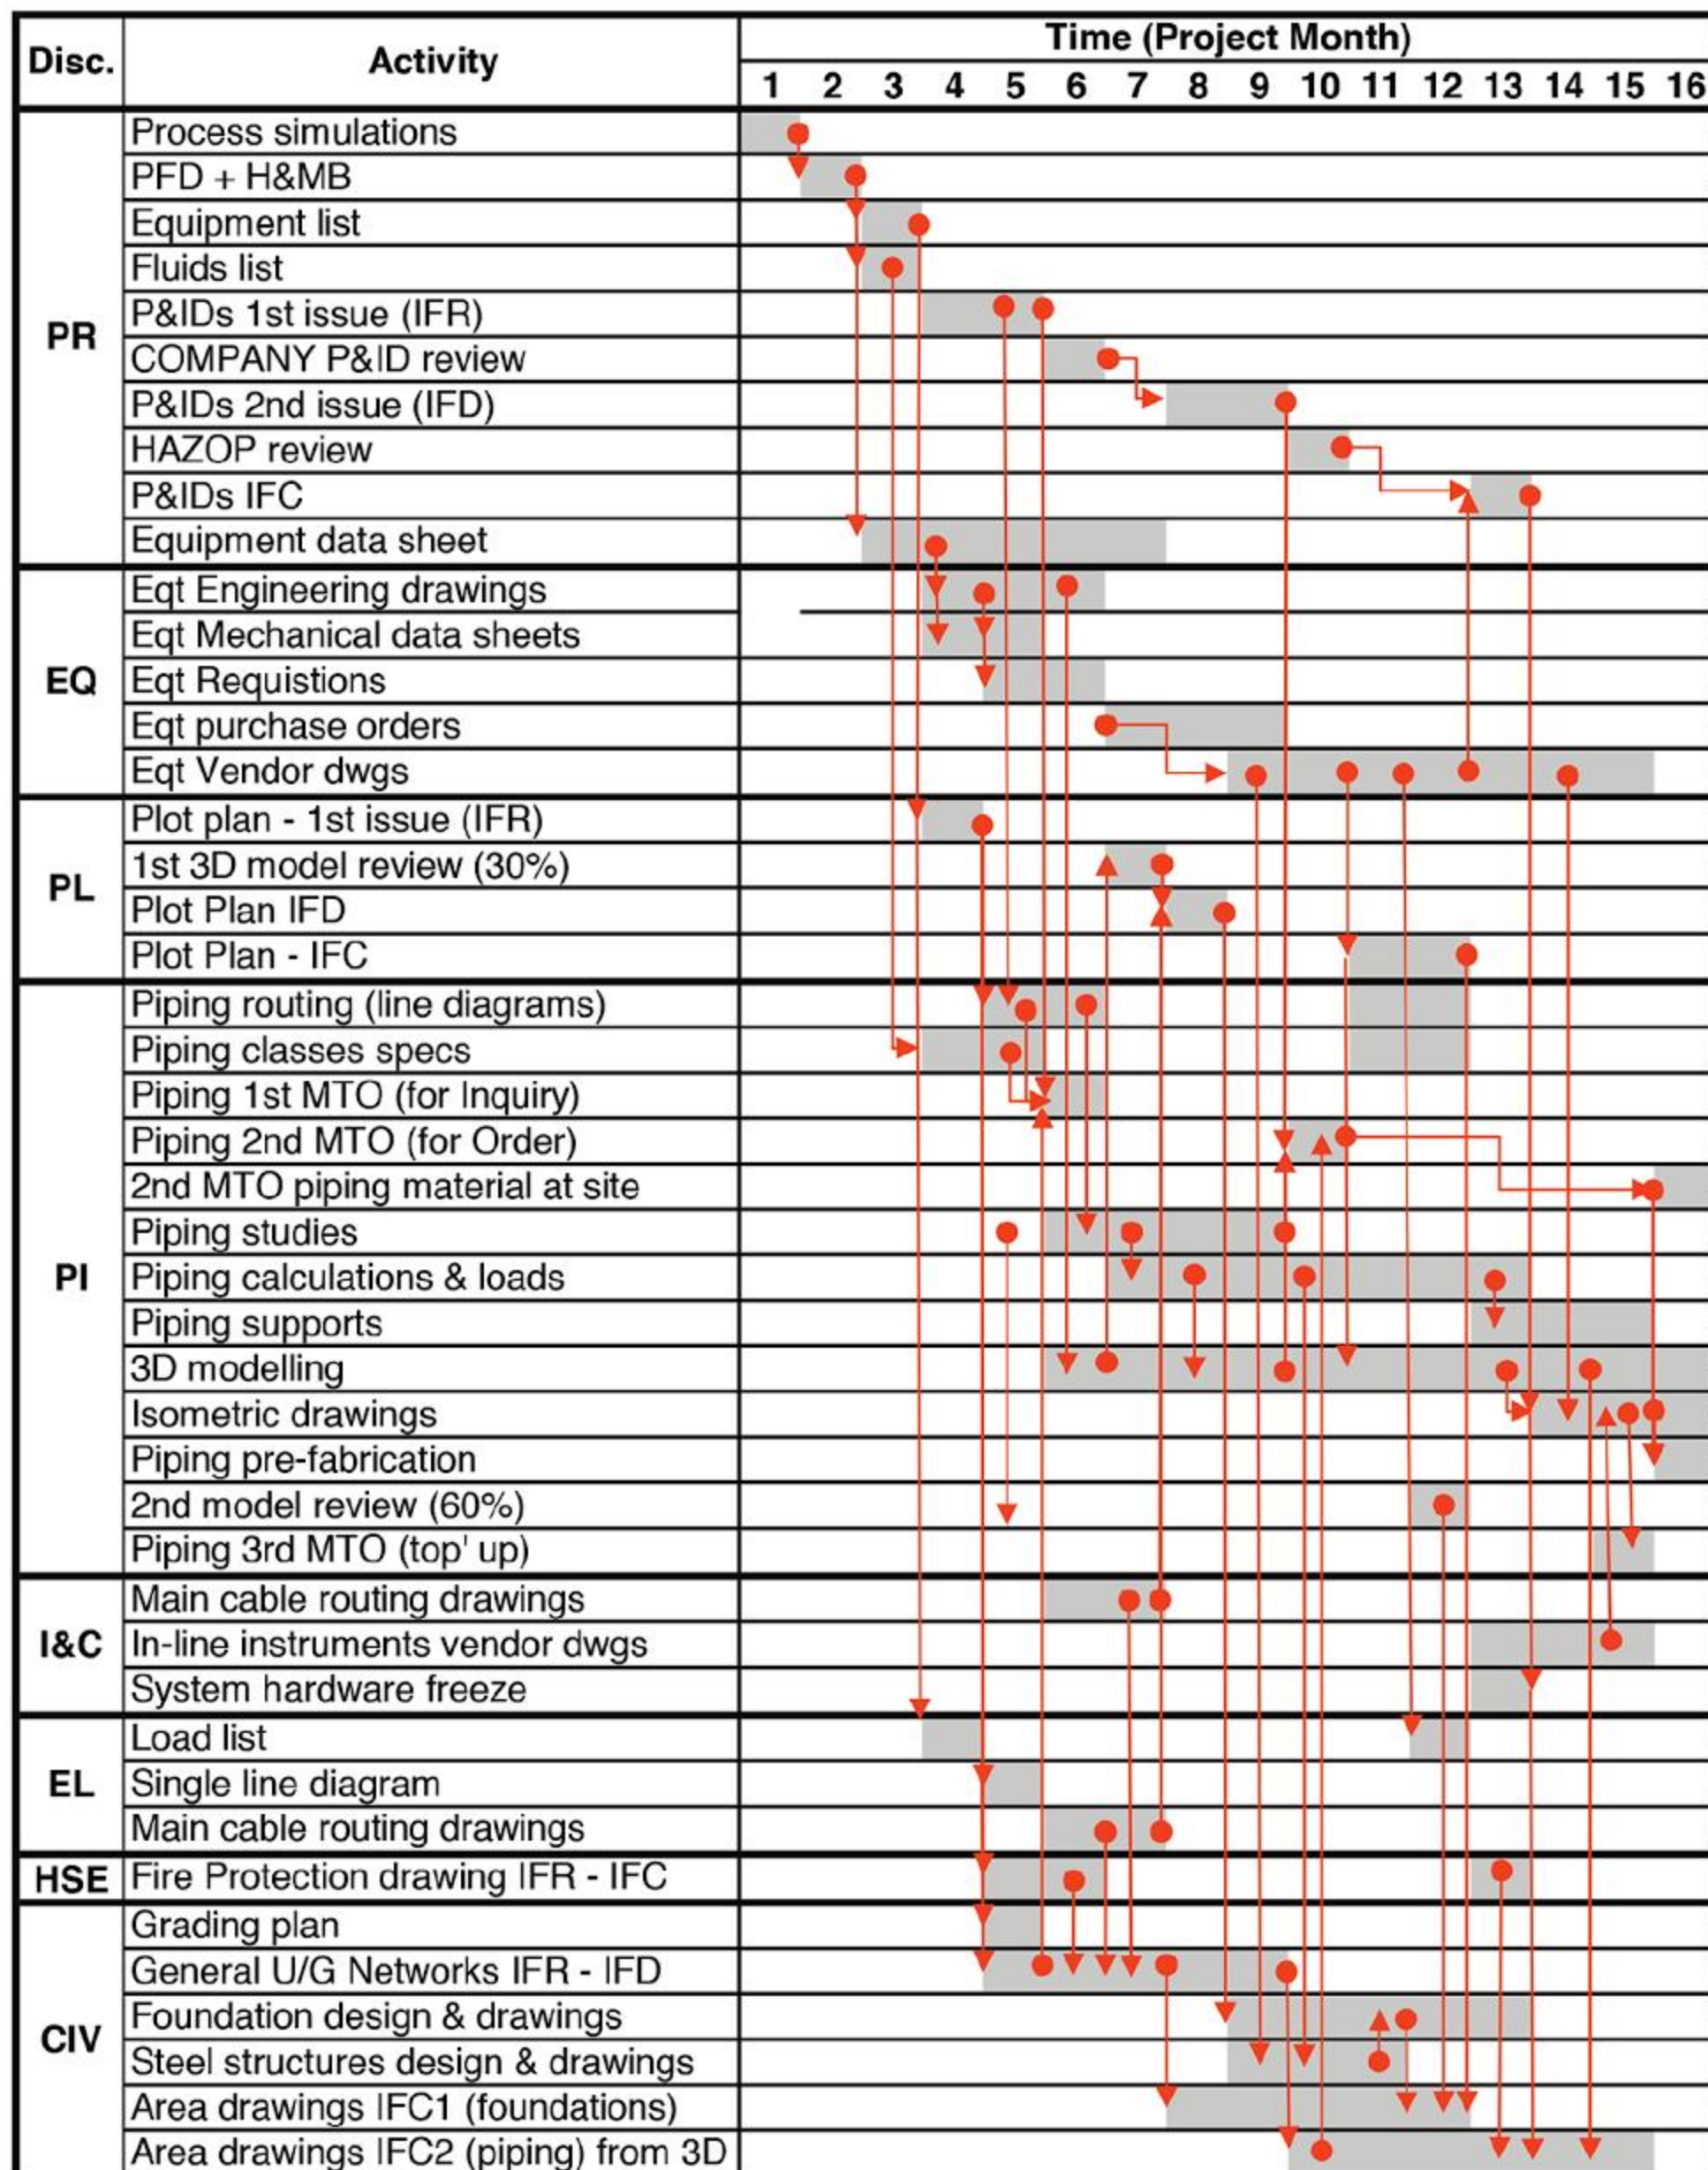 Disc. Activity Time (Project Month)
1 2 3 4 5 6 7 8 9 10 11 12 13 14 15 16
PR
Process simulations
PFD + H&MB
Equipment list
Fluids list
P&IDs 1st issue (IFR)
COMPANY P&ID review
P&IDs 2nd issue (IFD)
HAZOP review
P&IDs IFC
Equipment data sheet
EQ
Eqt Engineering drawings
Eqt Mechanical data sheets
Eqt Requistions
Eqt purchase orders
Eqt Vendor dwgs
PL
Plot plan - 1st issue (IFR)
1st 3D model review (30%)
Plot Plan IFD
Plot Plan - IFC
PI
Piping routing (line diagrams)
Piping classes specs
Piping 1st MTO (for Inquiry)
Piping 2nd MTO (for Order)
2nd MTO piping material at site
Piping studies
Piping calculations & loads
Piping supports
3D modelling
Isometric drawings
Piping pre-fabrication
2nd model review (60%)
Piping 3rd MTO (top' up)
I&C
Main cable routing drawings
In-line instruments vendor dwgs
System hardware freeze
EL
Load list
Single line diagram
Main cable routing drawings
HSE
Fire Protection drawing IFR - IFC
CIV
Grading plan
General U/G Networks IFR - IFD
Foundation design & drawings
Steel structures design & drawings
Area drawings IFC1 (foundations)
Area drawings IFC2 (piping) from 3D